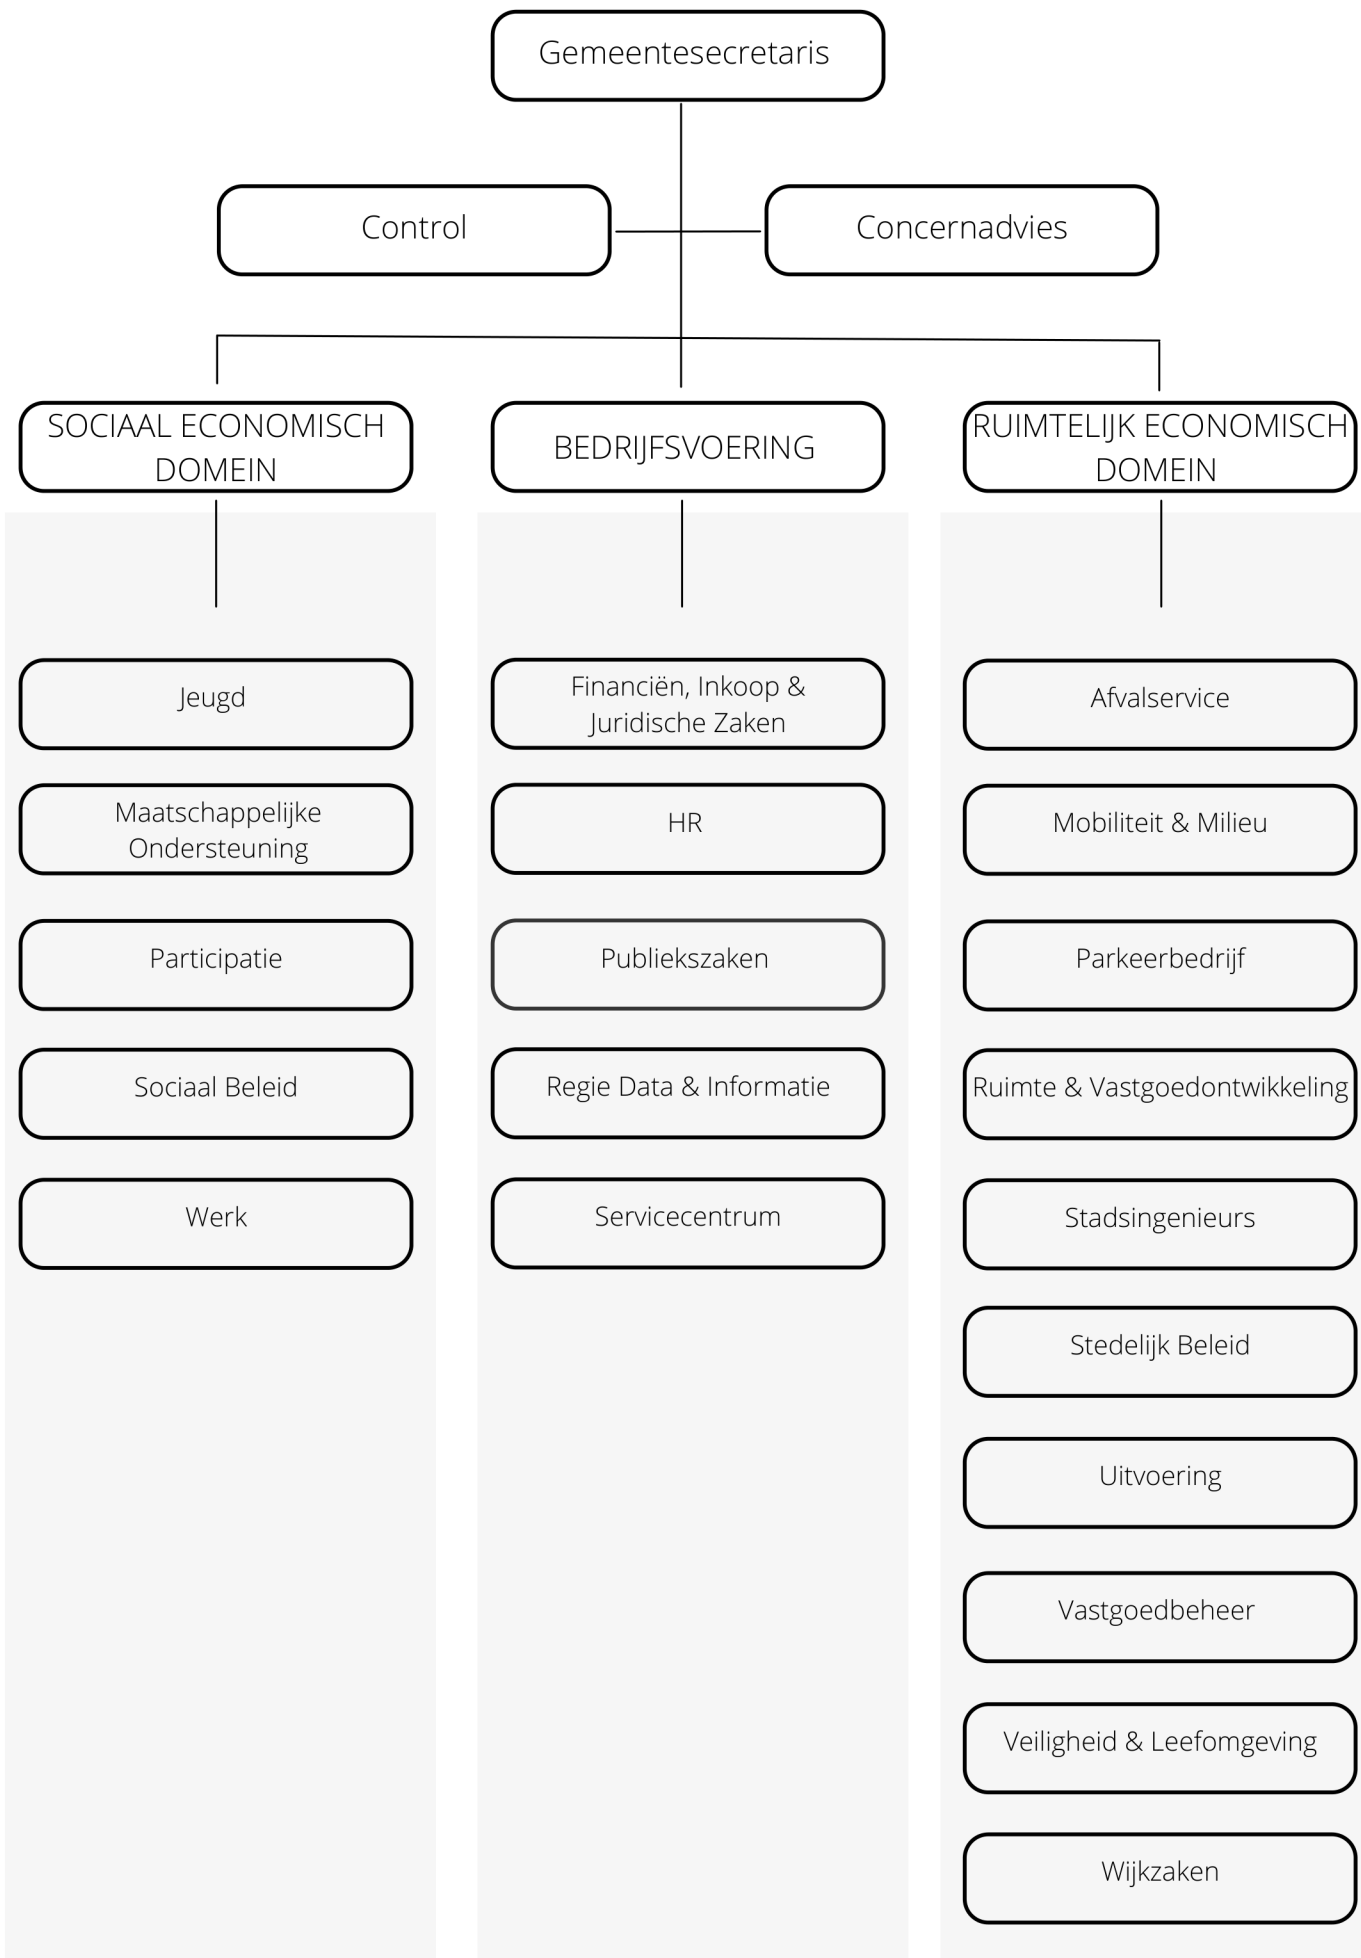 Gemeentesecretaris
Control
Concernadvies
SOCIAAL ECONOMISCH
DOMEIN
BEDRIJFSVOERING
RUIMTELIJK ECONOMISCH
DOMEIN
Jeugd
Maatschappelijke
Ondersteuning
Participatie
Sociaal Beleid
Werk
Financiën, Inkoop &
Juridische Zaken
HR
Publiekszaken
Regie Data & Informatie
Servicecentrum
Afvalservice
Mobiliteit & Milieu
Parkeerbedrijf
Ruimte & Vastgoedontwikkeling
Stadsingenieurs
Stedelijk Beleid
Uitvoering
Vastgoedbeheer
Veiligheid & Leefomgeving
Wijkzaken